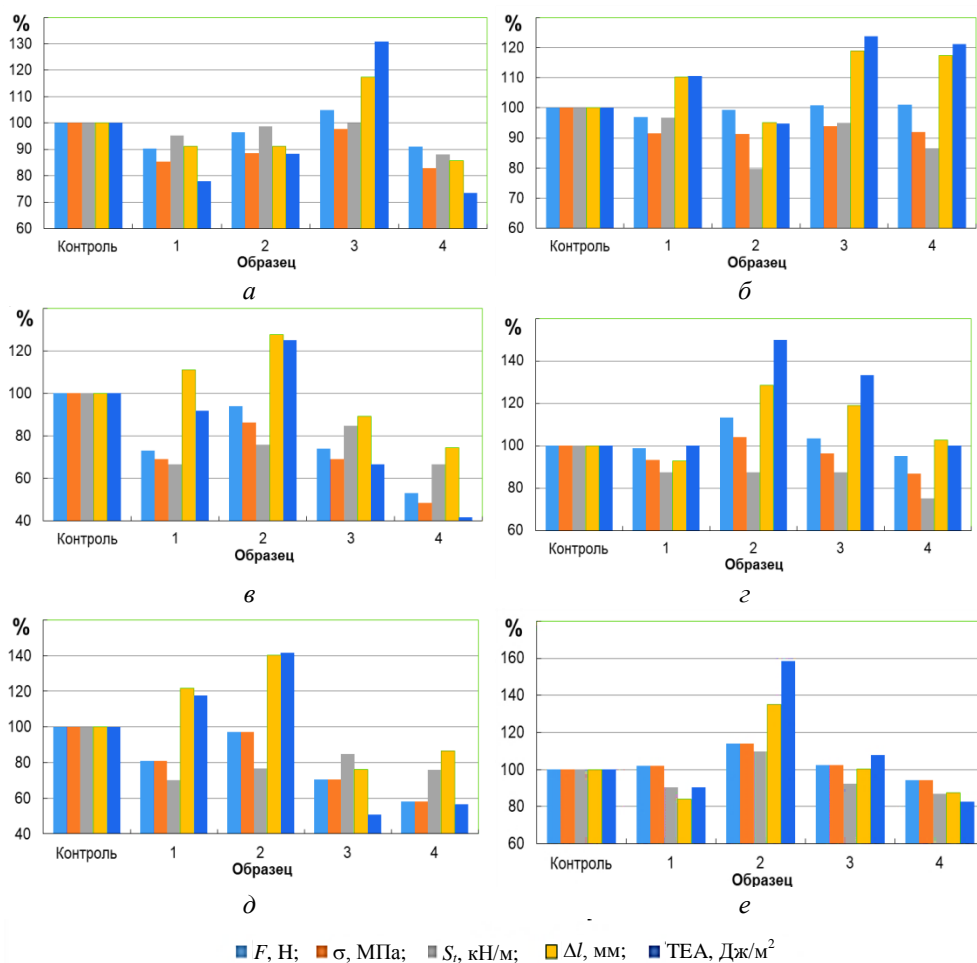 %
130
120
110
100
90
80
70
60
Контроль 1 2 3 4
Образец
а
%
120
110
100
90
80
70
60
Контроль 1 2 3 4
Образец
б
%
120
100
80
60
40
Контроль 1 2 3 4
Образец
в
%
140
120
100
80
60
Контроль 1 2 3 4
Образец
г
%
140
120
100
80
60
40
Контроль 1 2 3 4
Образец
д
%
160
140
120
100
80
60
Контроль 1 2 3 4
Образец
е
F, Н; σ, МПа; Sₜ, кН/м; Δl, мм; TEA, Дж/м²